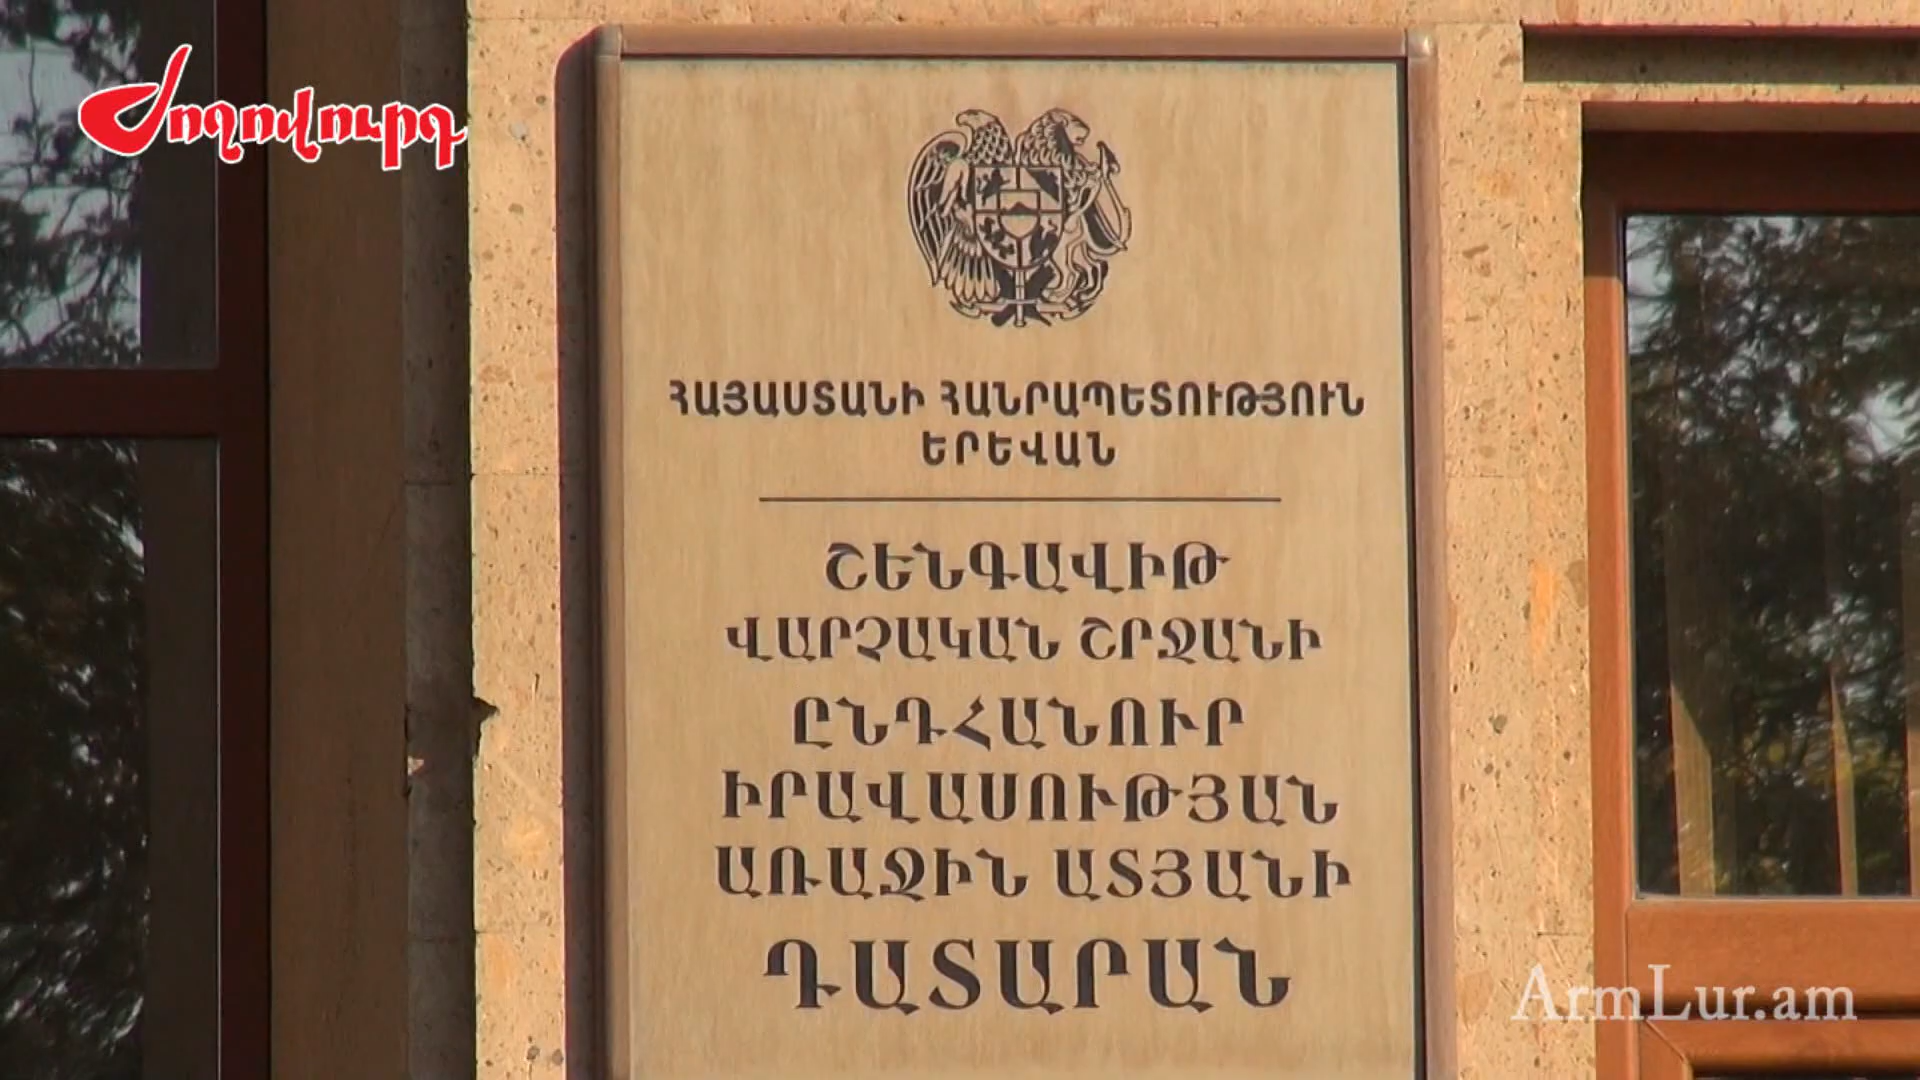 Ժողովուրդ
ՀԱՅԱՍՏԱՆԻ ՀԱՆՐԱՊԵՏՈՒԹՅՈՒՆ
ԵՐԵՎԱՆ
ՇԵՆԳԱՎԻԹ
ՎԱՐՉԱԿԱՆ ՇՐՋԱՆԻ
ԸՆԴՀԱՆՈՒՐ
ԻՐԱՎԱՍՈՒԹՅԱՆ
ԱՌԱՋԻՆ ԱՏՅԱՆԻ
ԴԱՏԱՐԱՆ
ArmLur.am